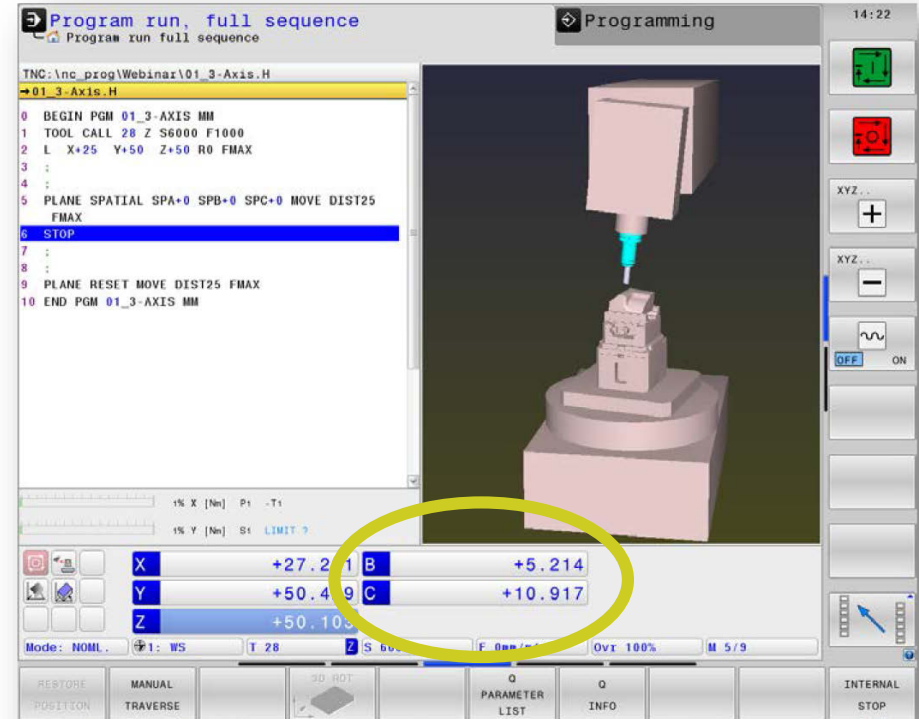 Program run, full sequence
Program run full sequence
Programming
14:22
TNC:\nc_prog\Webinar\01_3-Axis.H
→01_3-Axis.H
0 BEGIN PGM 01_3-AXIS MM
1 TOOL CALL 28 Z S6000 F1000
2 L X+25 Y+50 Z+50 R0 FMAX
3 ;
4 ;
5 PLANE SPATIAL SPA+0 SPB+0 SPC+0 MOVE DIST25
FMAX
6 STOP
7 ;
8 ;
9 PLANE RESET MOVE DIST25 FMAX
10 END PGM 01_3-AXIS MM
XYZ..
+
XYZ..
−
OFF ON
L
1% X [Nm] P1 -T1
1% Y [Nm] S1 LIMIT ?
X B +5.214
Y C +10.917
Z
Mode: NOML. 1: WS T 28 Z S Ovr 100% M 5/9
RESTORE
POSITION
MANUAL
TRAVERSE
3D ROT
Q
PARAMETER
LIST
Q
INFO
INTERNAL
STOP